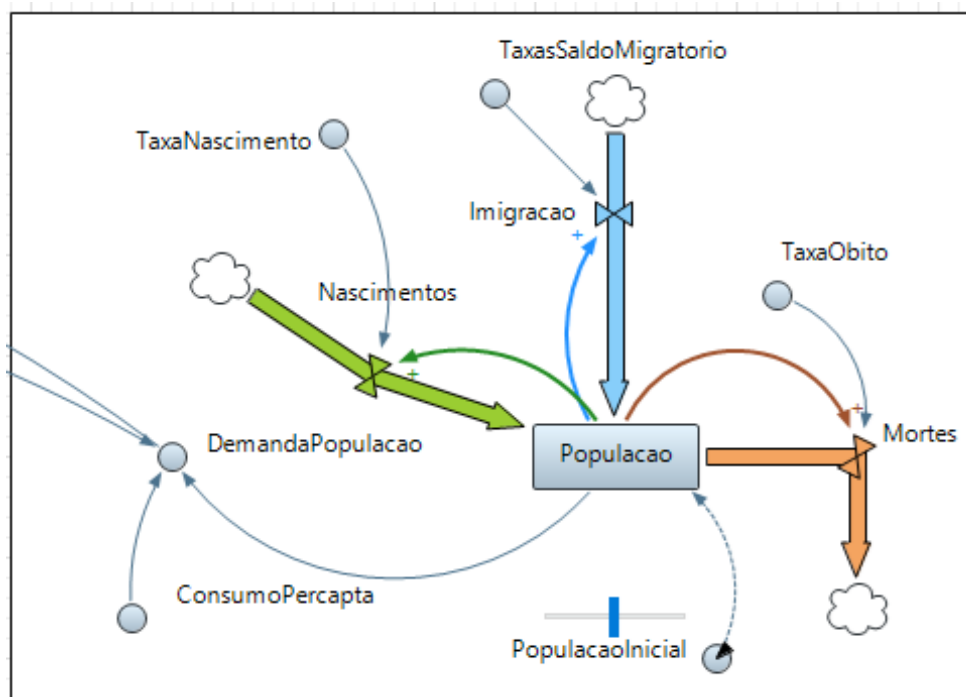 TaxasSaldoMigratorio
TaxaNascimento
Imigracao
+
TaxaObito
Nascimentos
+
+
Mortes
DemandaPopulacao
Populacao
ConsumoPercapta
PopulacaoInicial